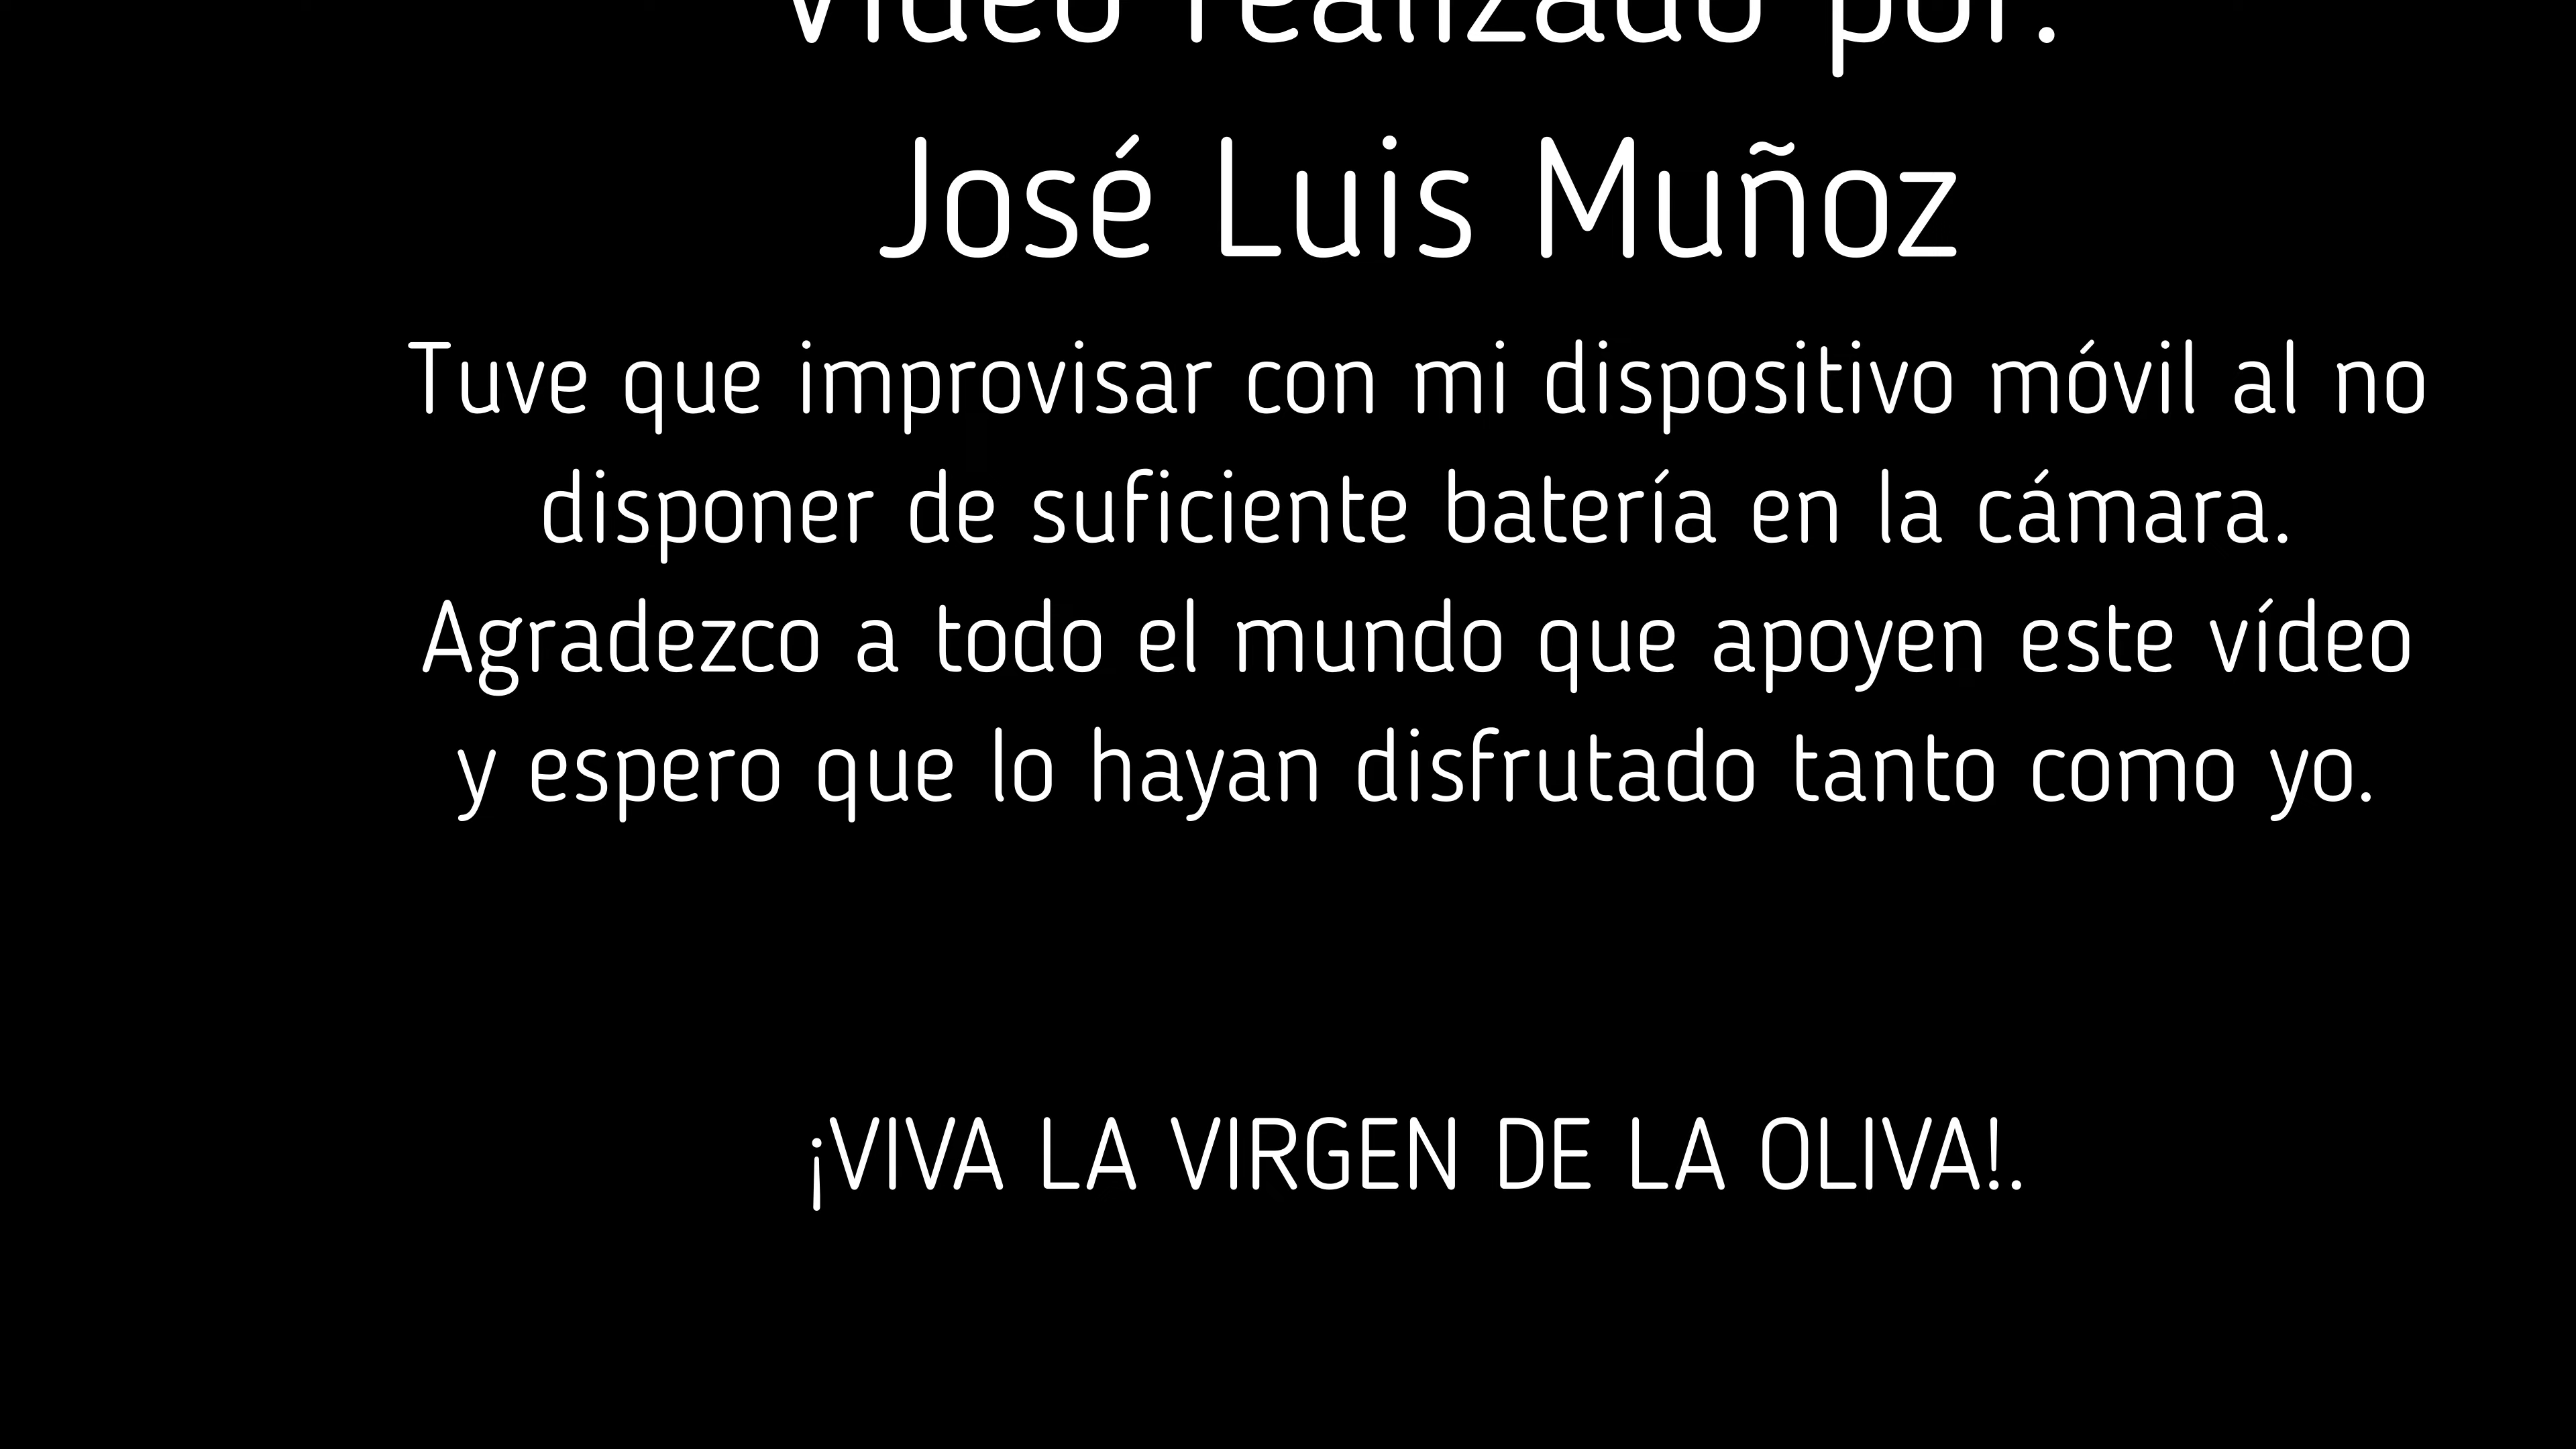 Vídeo realizado por:
José Luis Muñoz
Tuve que improvisar con mi dispositivo móvil al no
disponer de suficiente batería en la cámara.
Agradezco a todo el mundo que apoyen este vídeo
y espero que lo hayan disfrutado tanto como yo.
¡VIVA LA VIRGEN DE LA OLIVA!.